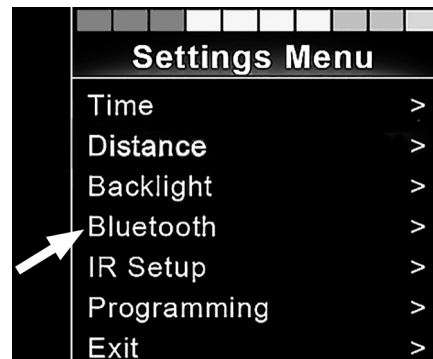 Settings Menu
Time >
Distance >
Backlight >
Bluetooth >
IR Setup >
Programming >
Exit >